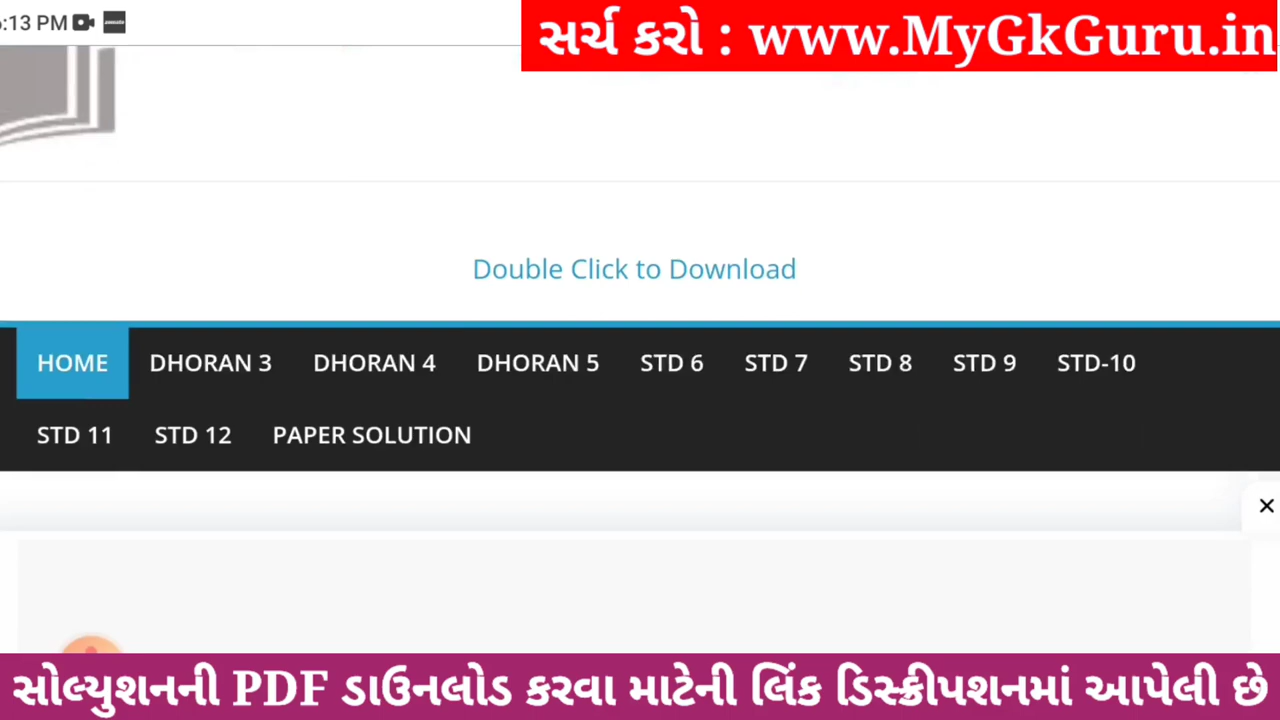 :13 PM
સર્ચ કરો : www.MyGkGuru.in
Double Click to Download
HOME DHORAN 3 DHORAN 4 DHORAN 5 STD 6 STD 7 STD 8 STD 9 STD-10
STD 11 STD 12 PAPER SOLUTION
સોલ્યુશનની PDF ડાઉનલોડ કરવા માટેની લિંક ડિસ્ક્રીપશનમાં આપેલી છે